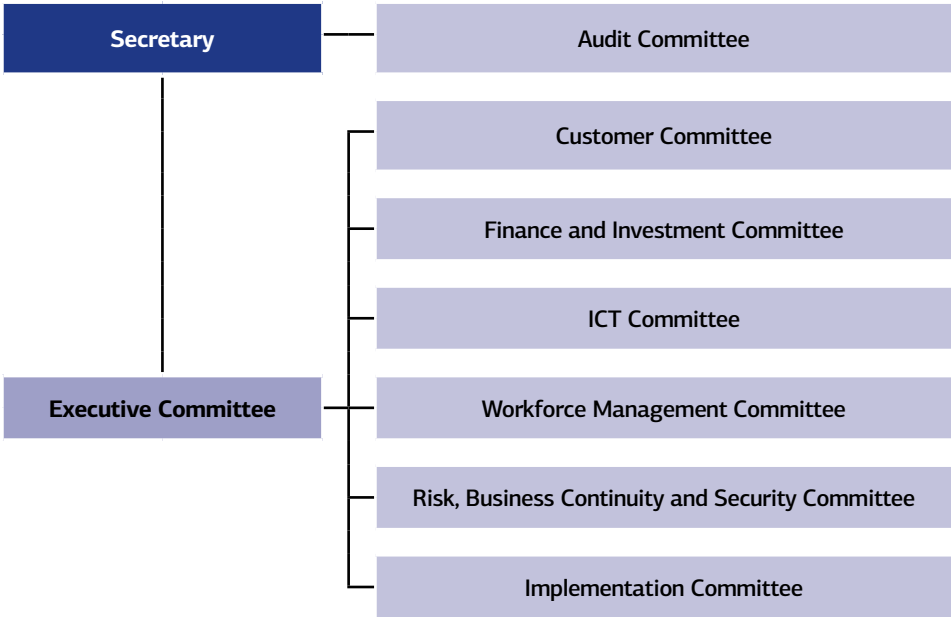 Secretary
Audit Committee
Customer Committee
Finance and Investment Committee
ICT Committee
Executive Committee
Workforce Management Committee
Risk, Business Continuity and Security Committee
Implementation Committee